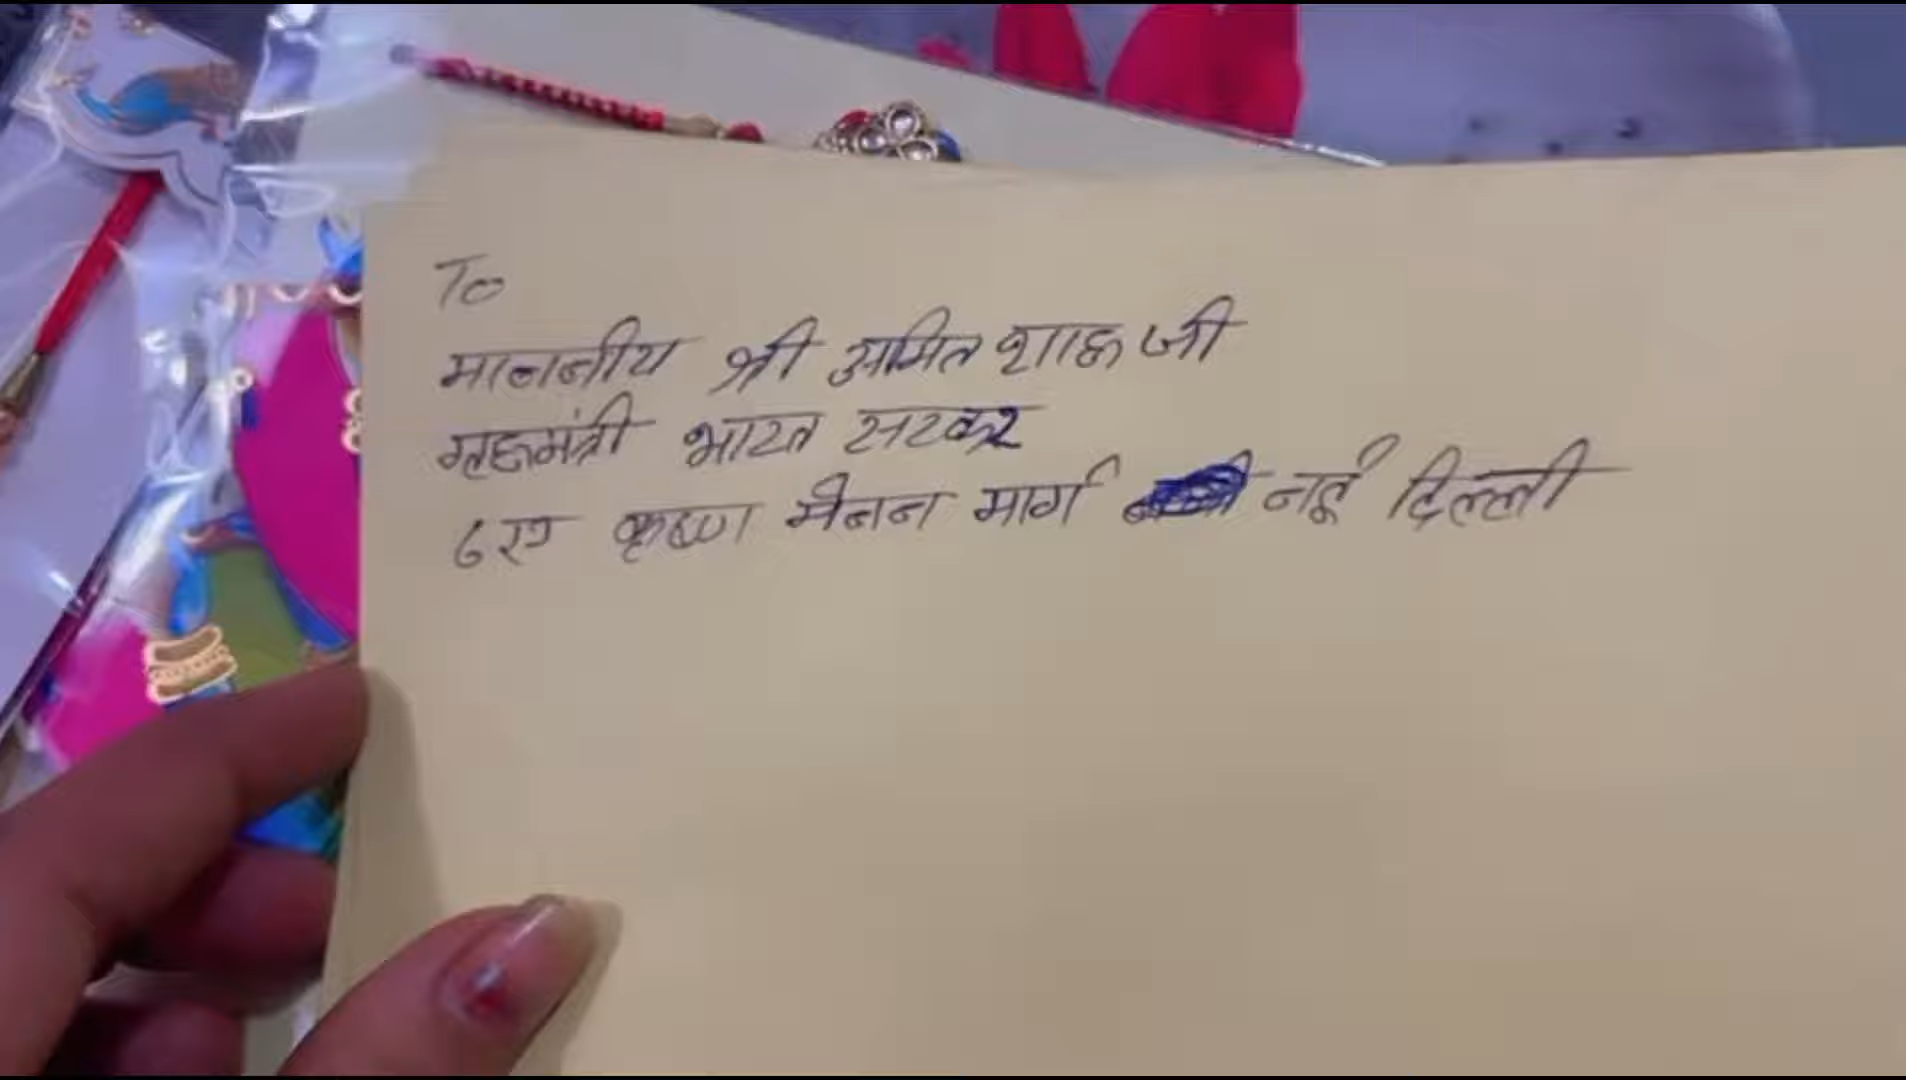 To
माननीय श्री अमित शाह जी
गृहमंत्री भारत सरकार
6ए कृष्ण मेनन मार्ग नई दिल्ली